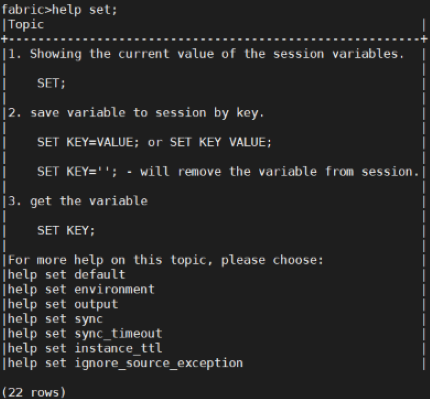 fabric>help set;
|Topic |
+-------------------------------------------------------+
|1. Showing the current value of the session variables. |
| |
| SET; |
| |
|2. save variable to session by key. |
| |
| SET KEY=VALUE; or SET KEY VALUE; |
| |
| SET KEY=''; - will remove the variable from session.|
| |
|3. get the variable |
| |
| SET KEY; |
| |
|For more help on this topic, please choose: |
|help set default |
|help set environment |
|help set output |
|help set sync |
|help set sync_timeout |
|help set instance_ttl |
|help set ignore_source_exception |

(22 rows)